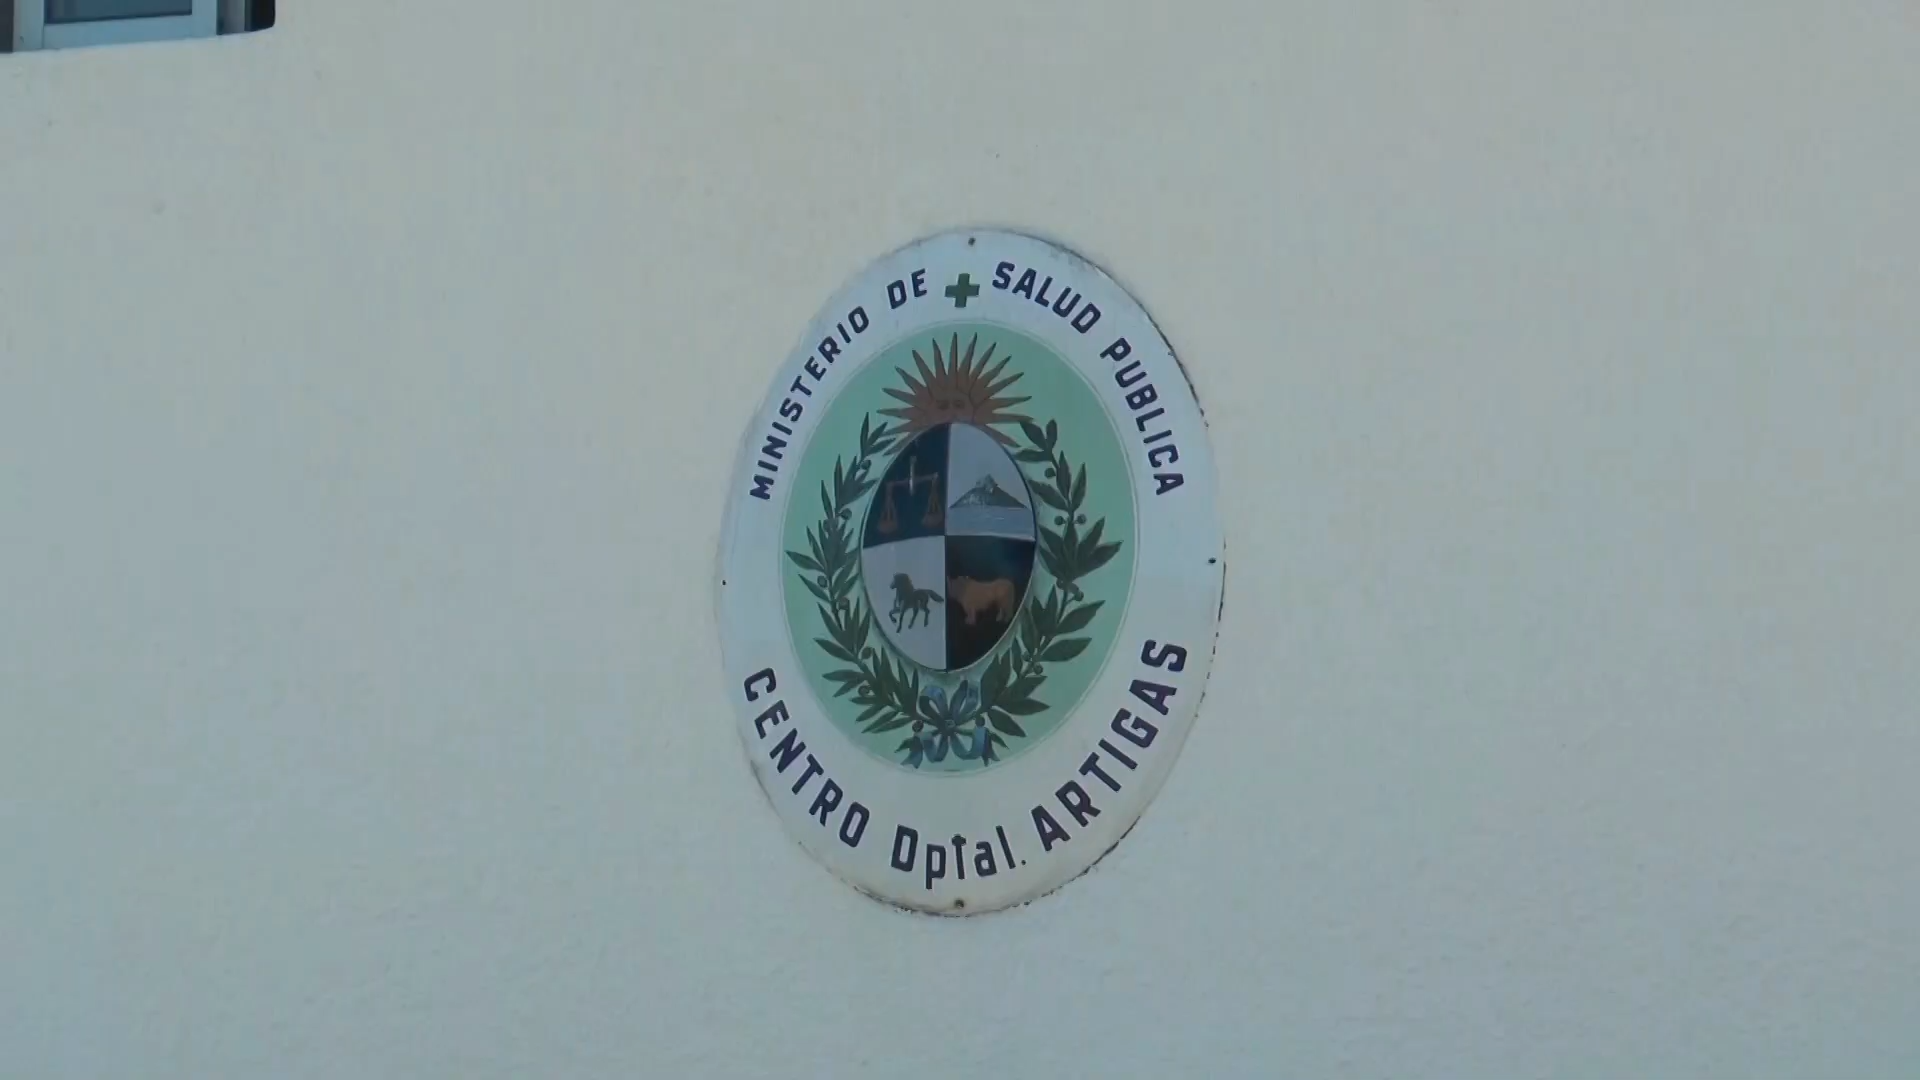 MINISTERIO DE SALUD PUBLICA
CENTRO Dptal. ARTIGAS